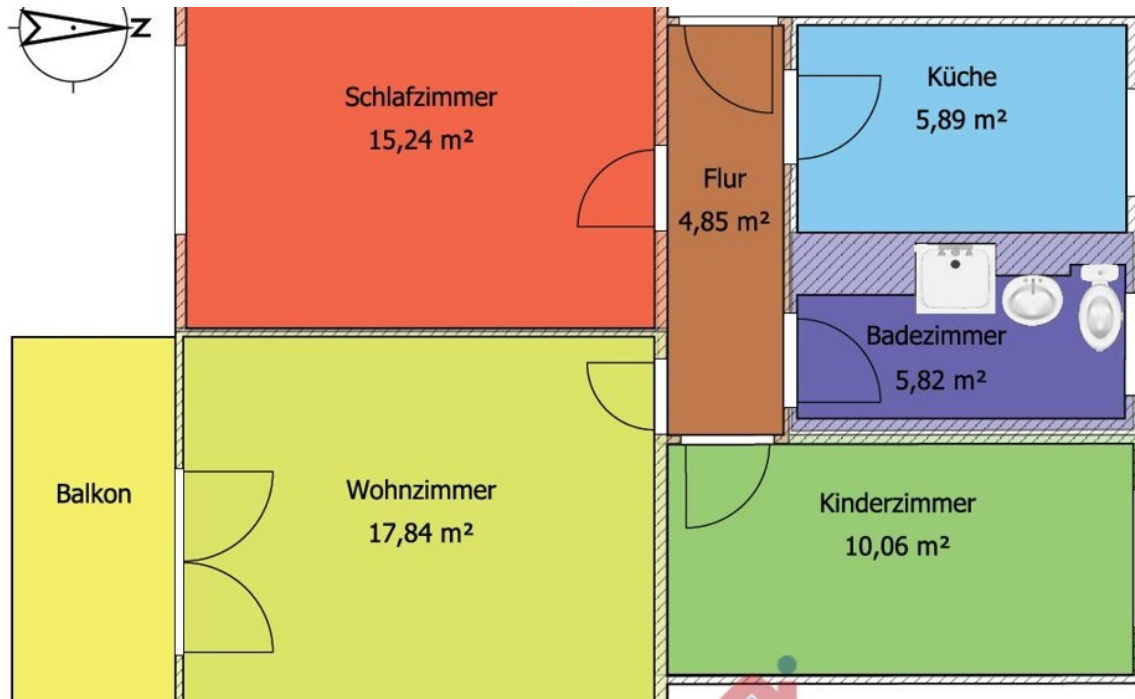 N
Schlafzimmer
15,24 m²
Küche
5,89 m²
Flur
4,85 m²
Badezimmer
5,82 m²
Balkon
Wohnzimmer
17,84 m²
Kinderzimmer
10,06 m²